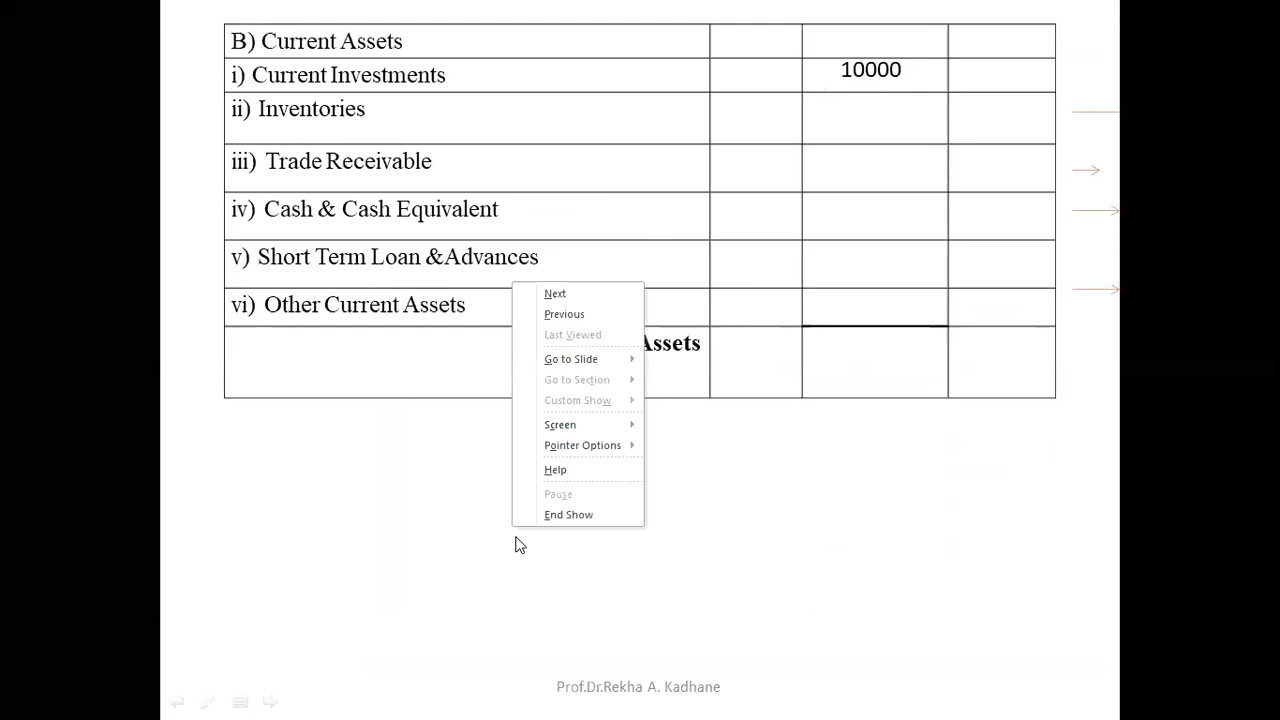 B) Current Assets
i) Current Investments 10000
ii) Inventories
iii) Trade Receivable
iv) Cash & Cash Equivalent
v) Short Term Loan &Advances
vi) Other Current Assets
Assets
Next
Previous
Last Viewed
Go to Slide
Go to Section
Custom Show
Screen
Pointer Options
Help
Pause
End Show
Prof.Dr.Rekha A. Kadhane